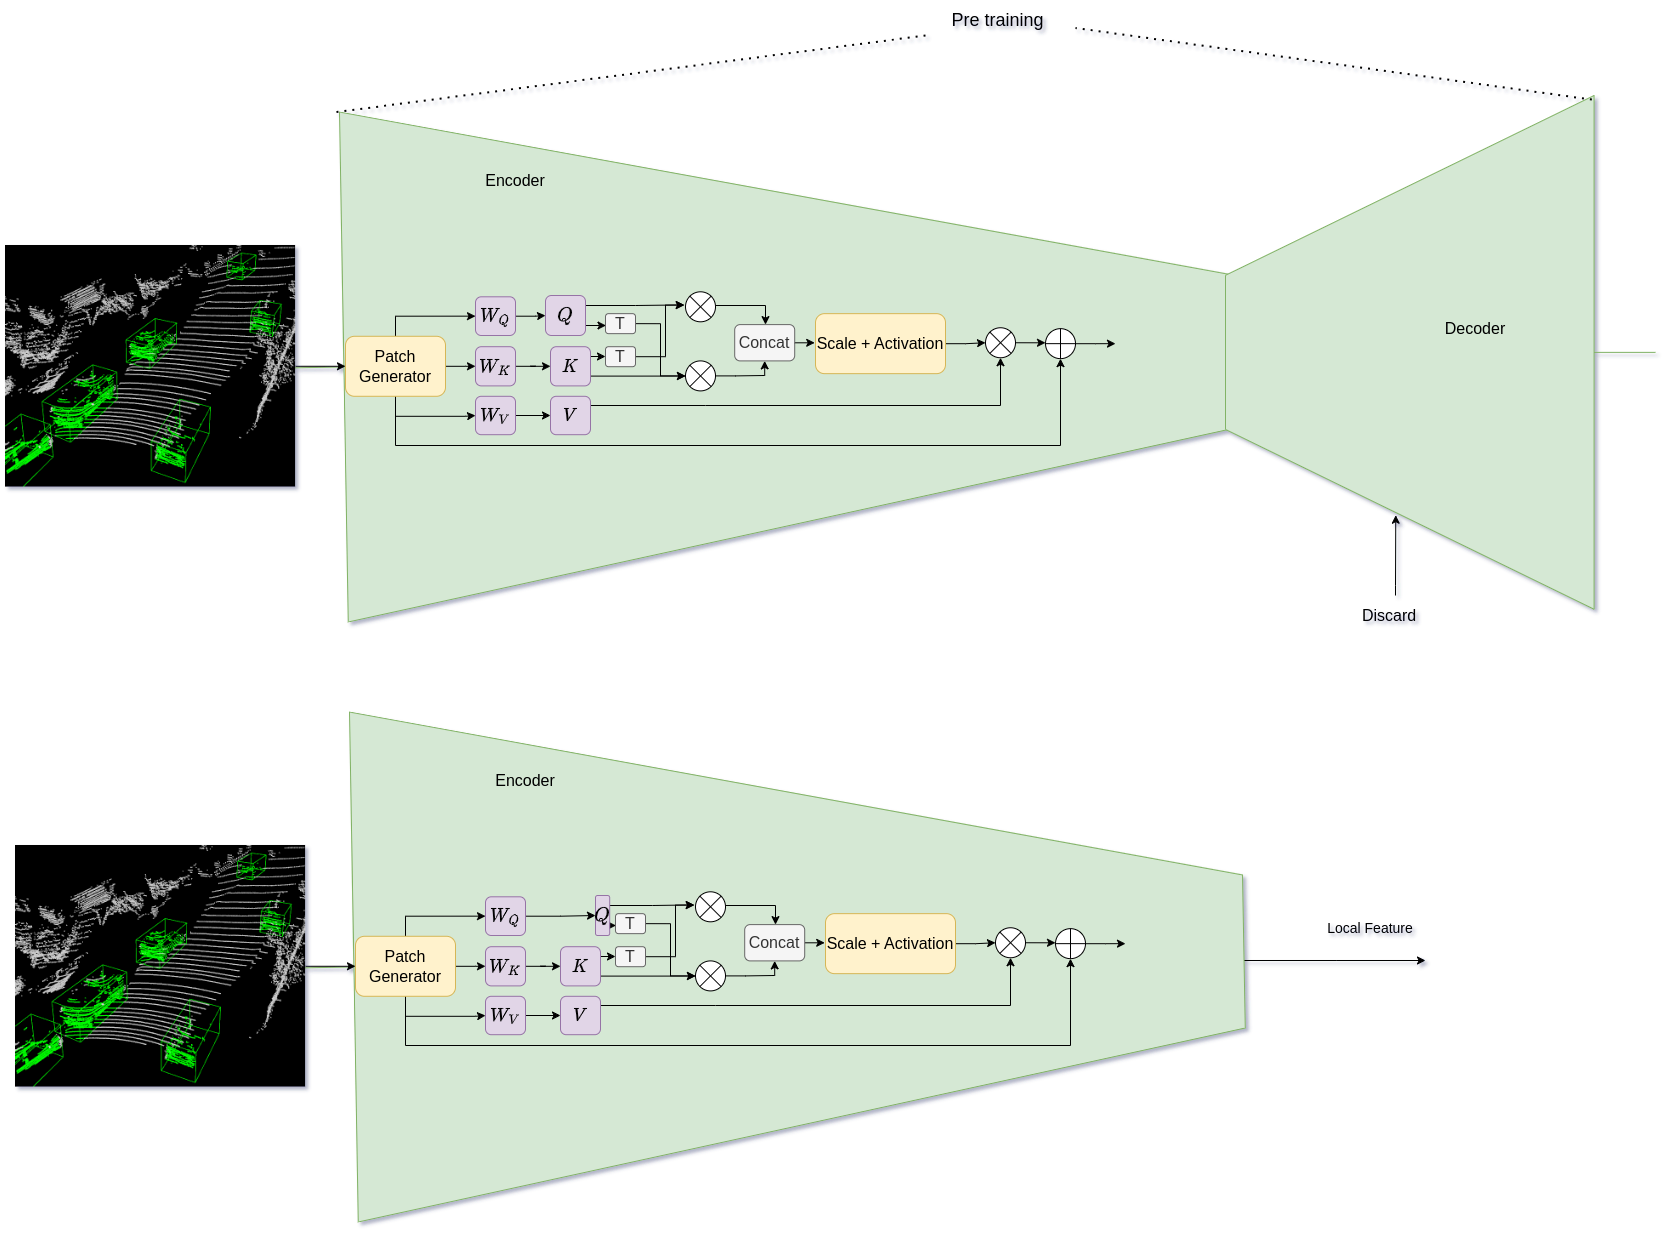 Pre training
Encoder
W_Q
Q
T
Patch
Generator
W_K
K
T
Concat
Scale + Activation
W_V
V
Decoder
Discard
Encoder
W_Q
Q
T
Patch
Generator
W_K
K
T
Concat
Scale + Activation
W_V
V
Local Feature